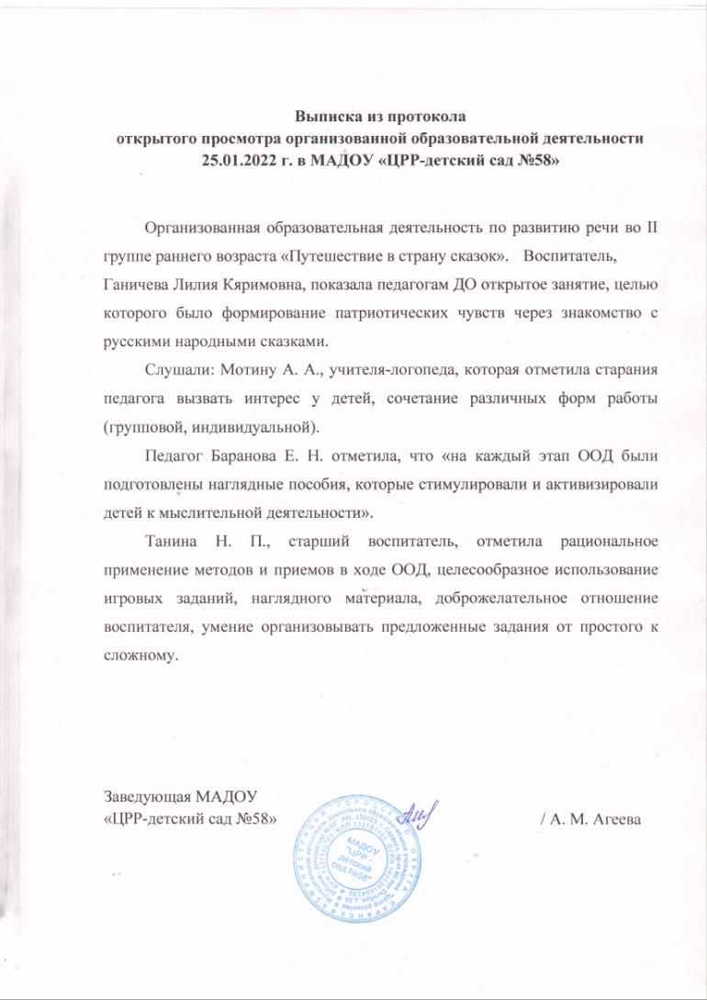 Выписка из протокола
открытого просмотра организованной образовательной деятельности
25.01.2022 г. в МАДОУ «ЦРР-детский сад №58»
Организованная образовательная деятельность по развитию речи во II
группе раннего возраста «Путешествие в страну сказок». Воспитатель,
Ганичева Лилия Кяримовна, показала педагогам ДО открытое занятие, целью
которого было формирование патриотических чувств через знакомство с
русскими народными сказками.
Слушали: Мотину А. А., учителя-логопеда, которая отметила старания
педагога вызвать интерес у детей, сочетание различных форм работы
(групповой, индивидуальной).
Педагог Баранова Е. Н. отметила, что «на каждый этап ООД были
подготовлены наглядные пособия, которые стимулировали и активизировали
детей к мыслительной деятельности».
Танина Н. П., старший воспитатель, отметила рациональное
применение методов и приемов в ходе ООД, целесообразное использование
игровых заданий, наглядного материала, доброжелательное отношение
воспитателя, умение организовывать предложенные задания от простого к
сложному.
Заведующая МАДОУ
«ЦРР-детский сад №58» / А. М. Агеева
МАДОУ
"ЦРР -
детский
сад №58"